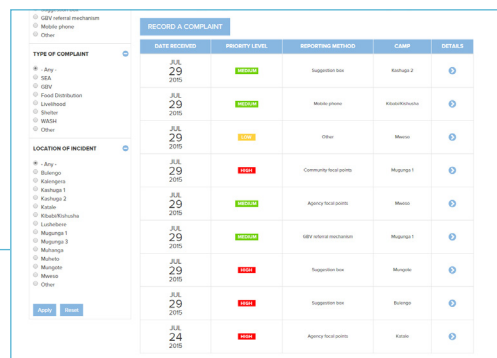 Suggestion box
GBV referral mechanism
Mobile phone
Other
TYPE OF COMPLAINT
- Any -
SEA
GBV
Food Distribution
Livelihood
Shelter
WASH
Other
LOCATION OF INCIDENT
- Any -
Bulengo
Kalengera
Kashuga 1
Kashuga 2
Katale
Kibabi/Kishusha
Lushebere
Mugunga 1
Mugunga 3
Muhanga
Muheto
Mungote
Mweso
Other
Apply Reset
RECORD A COMPLAINT
DATE RECEIVED PRIORITY LEVEL REPORTING METHOD CAMP DETAILS
JUL
29
2015
MEDIUM Suggestion box Kashuga 2
JUL
29
2015
MEDIUM Mobile phone Kibabi/Kishusha
JUL
29
2015
LOW Other Mweso
JUL
29
2015
HIGH Community focal points Mugunga 1
JUL
29
2015
MEDIUM Agency focal points Mweso
JUL
29
2015
MEDIUM GBV referral mechanism Mugunga 1
JUL
29
2015
HIGH Suggestion box Mungote
JUL
29
2015
HIGH Suggestion box Bulengo
JUL
24
2015
HIGH Agency focal points Katale